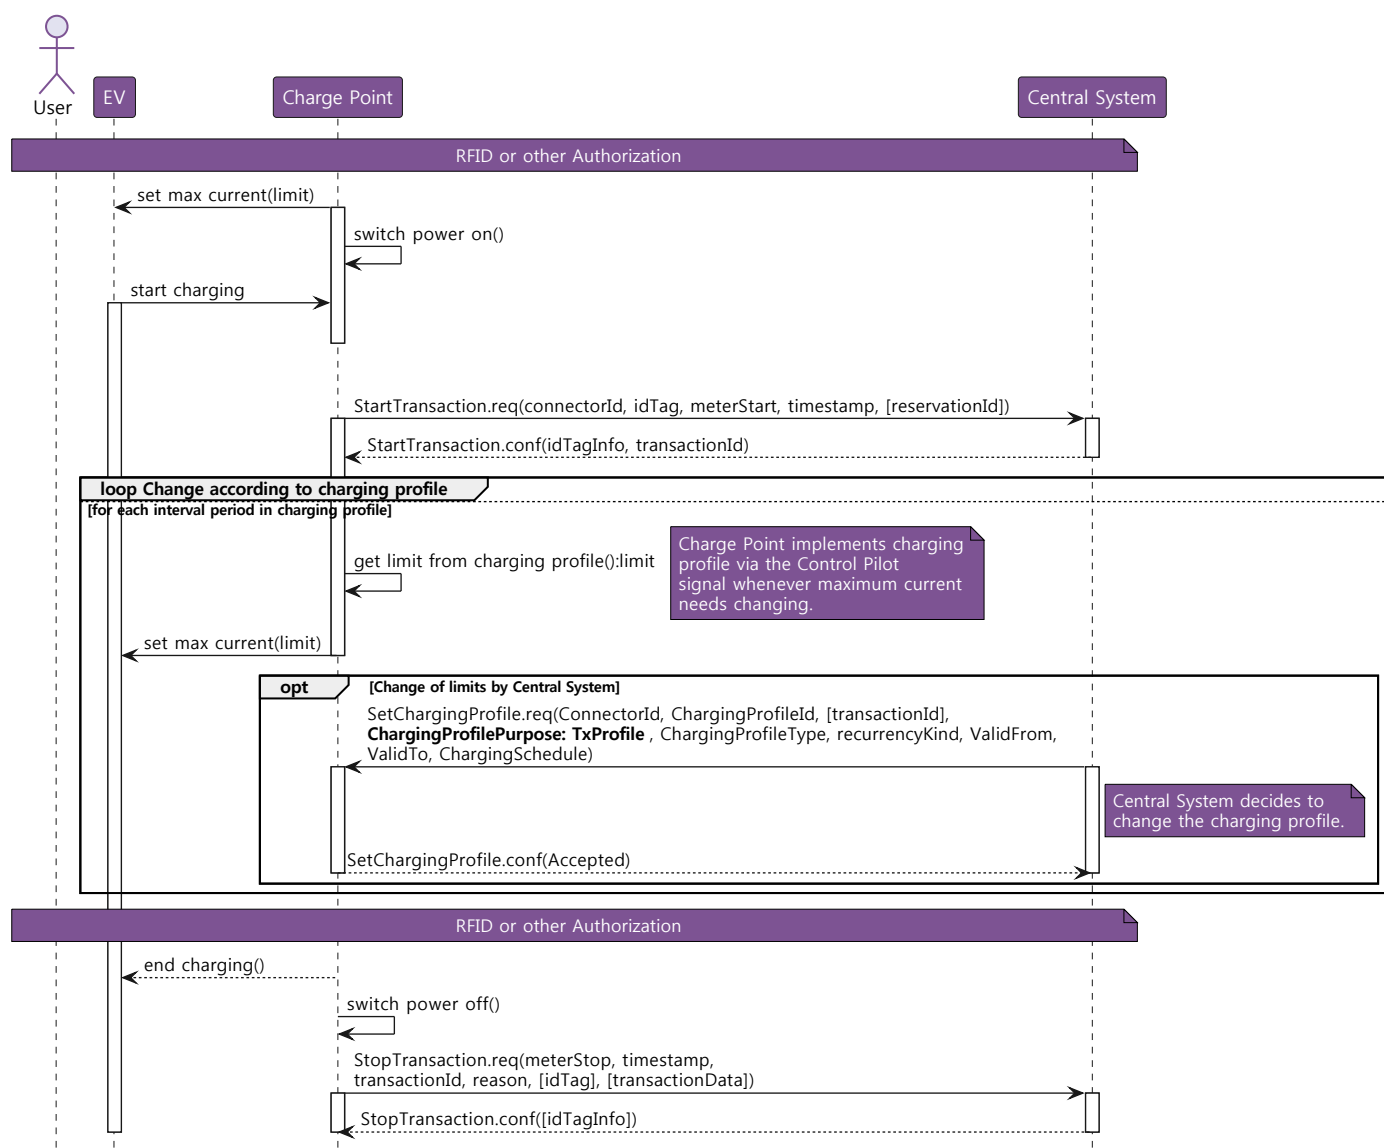 User
EV
Charge Point
Central System
RFID or other Authorization
set max current(limit)
switch power on()
start charging
StartTransaction.req(connectorId, idTag, meterStart, timestamp, [reservationId])
StartTransaction.conf(idTagInfo, transactionId)
loop Change according to charging profile
[for each interval period in charging profile]
get limit from charging profile():limit
Charge Point implements charging
profile via the Control Pilot
signal whenever maximum current
needs changing.
set max current(limit)
opt
[Change of limits by Central System]
SetChargingProfile.req(ConnectorId, ChargingProfileId, [transactionId],
ChargingProfilePurpose: TxProfile , ChargingProfileType, recurrencyKind, ValidFrom,
ValidTo, ChargingSchedule)
Central System decides to
change the charging profile.
SetChargingProfile.conf(Accepted)
RFID or other Authorization
end charging()
switch power off()
StopTransaction.req(meterStop, timestamp,
transactionId, reason, [idTag], [transactionData])
StopTransaction.conf([idTagInfo])